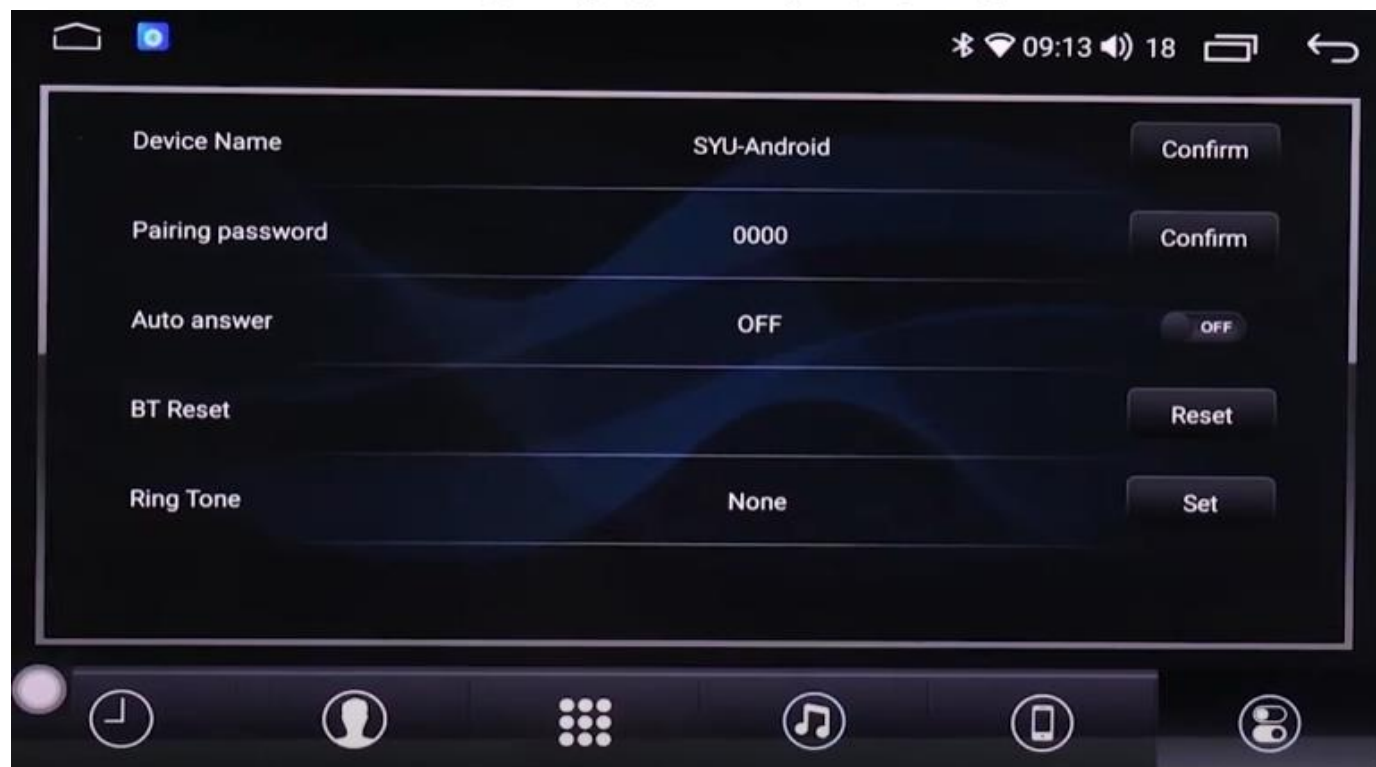 09:13 18
Device Name SYU-Android Confirm
Pairing password 0000 Confirm
Auto answer OFF OFF
BT Reset Reset
Ring Tone None Set